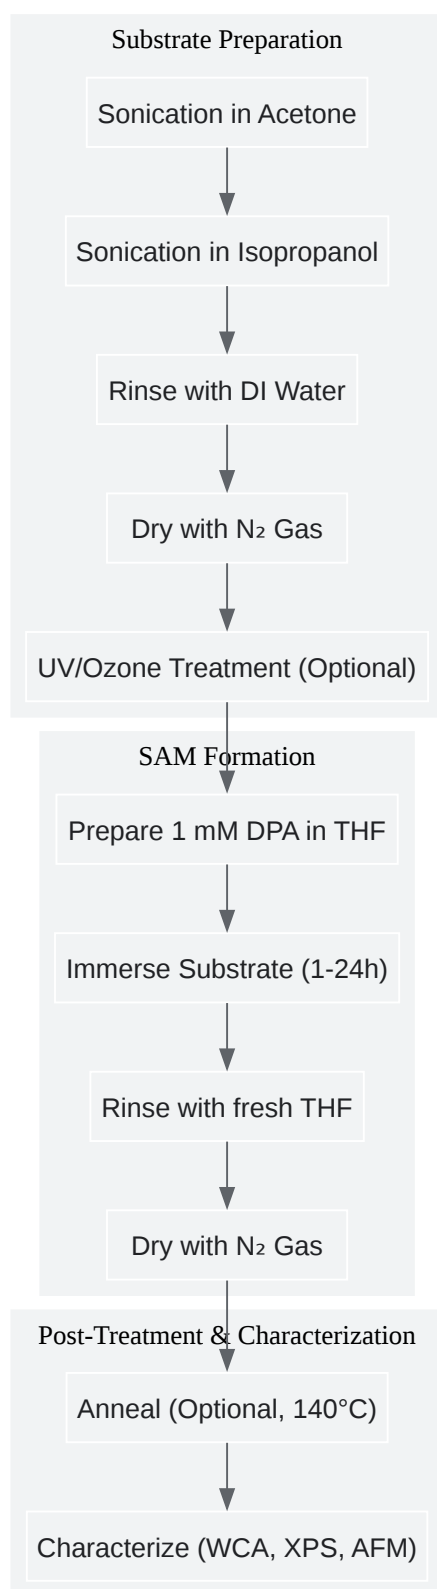 Substrate Preparation
Sonication in Acetone
Sonication in Isopropanol
Rinse with DI Water
Dry with N₂ Gas
UV/Ozone Treatment (Optional)
SAM Formation
Prepare 1 mM DPA in THF
Immerse Substrate (1-24h)
Rinse with fresh THF
Dry with N₂ Gas
Post-Treatment & Characterization
Anneal (Optional, 140°C)
Characterize (WCA, XPS, AFM)